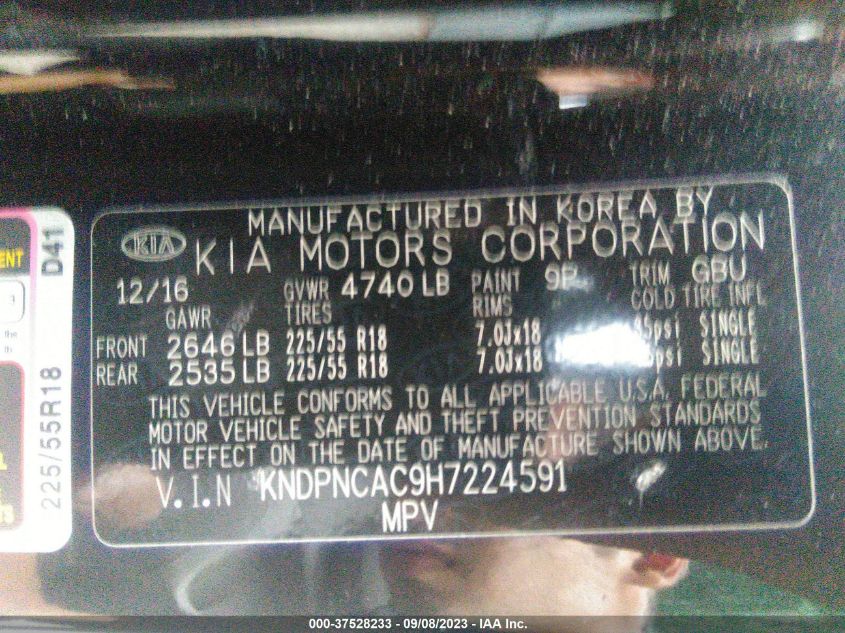 MANUFACTURED IN KOREA BY
KIA KIA MOTORS CORPORATION
12/16 GVWR 4740 LB PAINT 9P TRIM GBU
GAWR TIRES RIMS COLD TIRE INFL
FRONT 2646 LB 225/55 R18 7.0Jx18 SINGLE
REAR 2535 LB 225/55 R18 7.0Jx18 SINGLE
THIS VEHICLE CONFORMS TO ALL APPLICABLE U.S.A. FEDERAL
MOTOR VEHICLE SAFETY AND THEFT PREVENTION STANDARDS
IN EFFECT ON THE DATE OF MANUFACTURE SHOWN ABOVE.
V.I.N KNDPNCAC9H7224591
MPV
225/55R18 D41
000-37528233 - 09/08/2023 - IAA Inc.